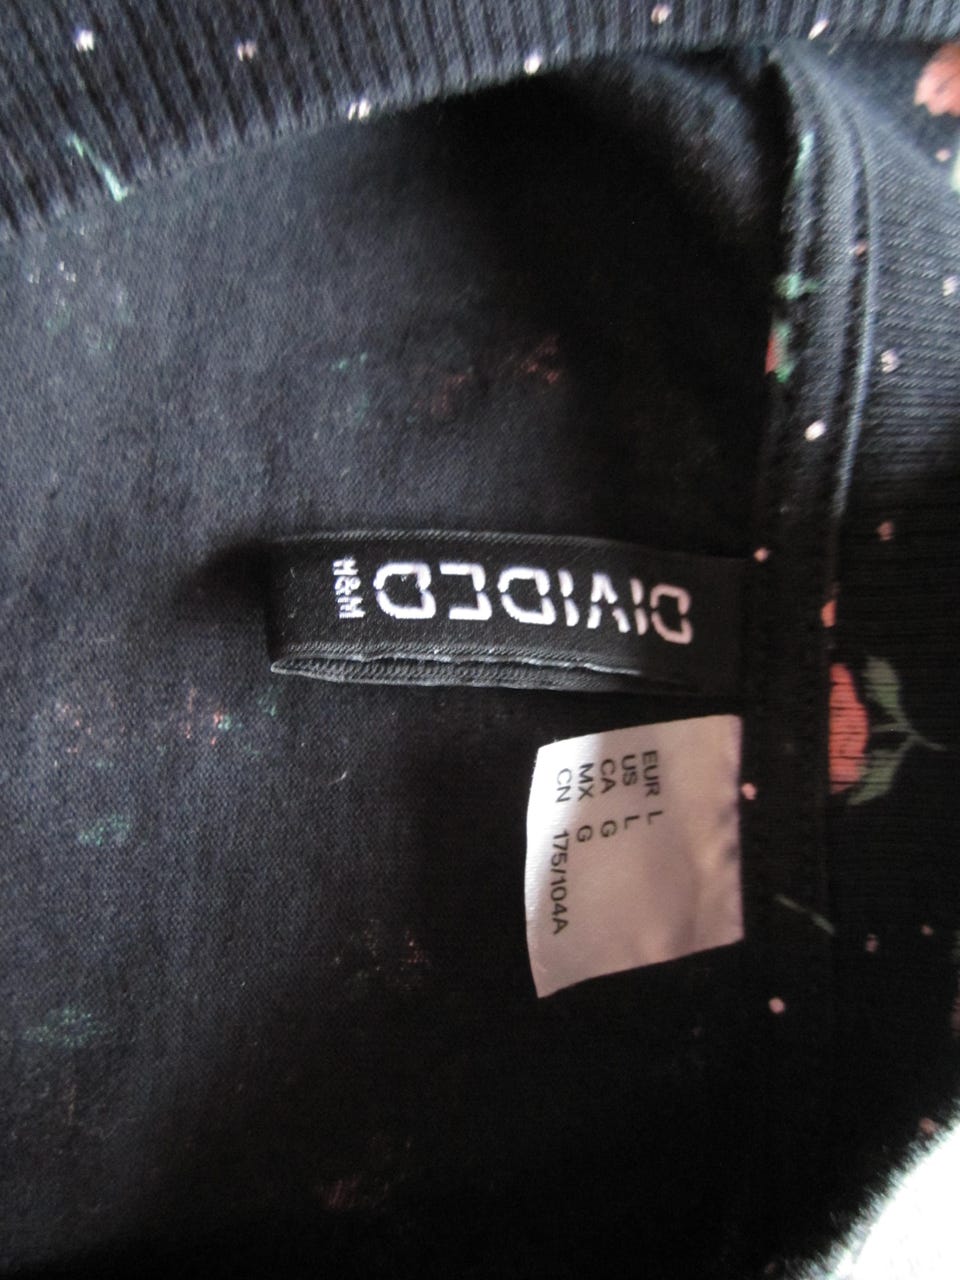 DIVIDED
H&M
EUR L
US L
CA G
MX G
CN 175/104A